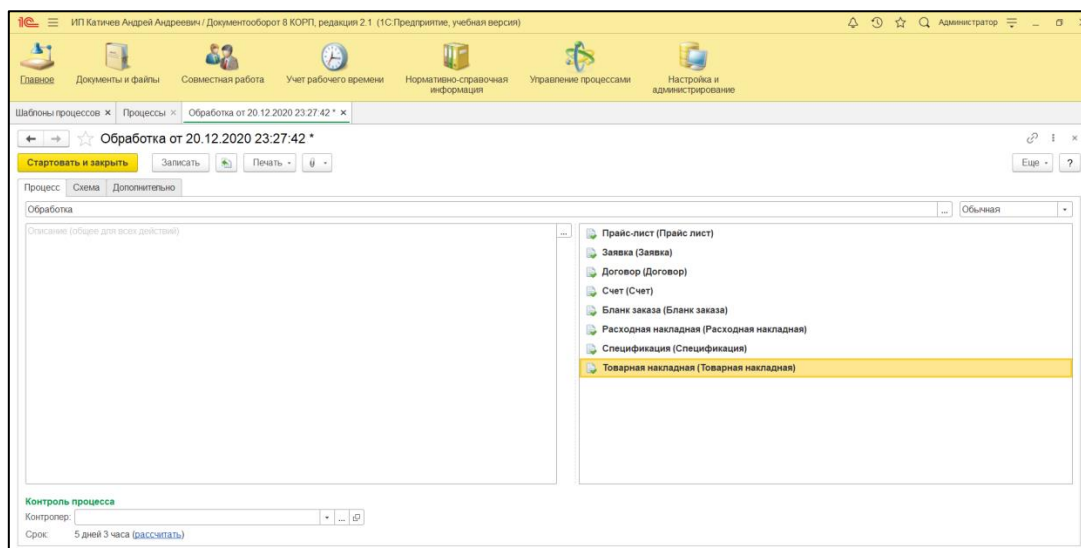 1С ИП Катичев Андрей Андреевич / Документооборот 8 КОРП, редакция 2.1 (1С:Предприятие, учебная версия) Администратор
Главное Документы и файлы Совместная работа Учет рабочего времени Нормативно-справочная информация Управление процессами Настройка и администрирование
Шаблоны процессов × Процессы × Обработка от 20.12.2020 23:27:42 * ×
Обработка от 20.12.2020 23:27:42 *
Стартовать и закрыть Записать Печать Еще ?
Процесс Схема Дополнительно
Обработка ... Обычная
Описание (общее для всех действий) ...
Прайс-лист (Прайс лист)
Заявка (Заявка)
Договор (Договор)
Счет (Счет)
Бланк заказа (Бланк заказа)
Расходная накладная (Расходная накладная)
Спецификация (Спецификация)
Товарная накладная (Товарная накладная)
Контроль процесса
Контролер: ...
Срок: 5 дней 3 часа (рассчитать)